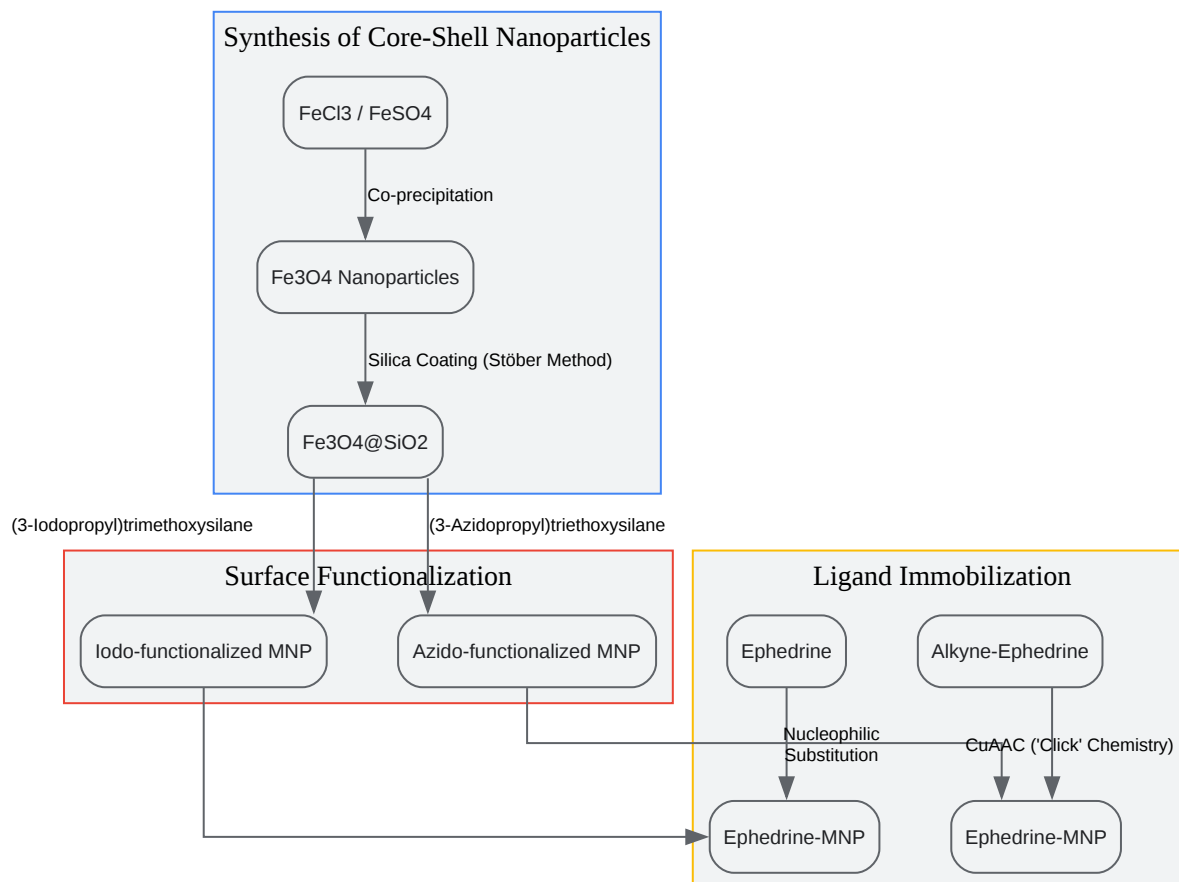 Synthesis of Core-Shell Nanoparticles
FeCl3 / FeSO4
Co-precipitation
Fe3O4 Nanoparticles
Silica Coating (Stöber Method)
Fe3O4@SiO2
(3-Iodopropyl)trimethoxysilane
(3-Azidopropyl)triethoxysilane
Surface Functionalization
Iodo-functionalized MNP
Azido-functionalized MNP
Ligand Immobilization
Ephedrine
Alkyne-Ephedrine
Nucleophilic
Substitution
CuAAC ('Click' Chemistry)
Ephedrine-MNP
Ephedrine-MNP